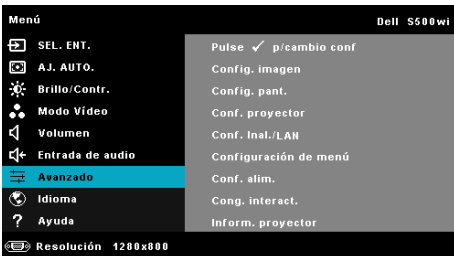 Menú
Dell S500wi
SEL. ENT.
AJ. AUTO.
Brillo/Contr.
Modo Vídeo
Volumen
Entrada de audio
Avanzado
Idioma
Ayuda
Pulse ✓ p/cambio conf
Config. imagen
Config. pant.
Conf. proyector
Conf. Inal./LAN
Configuración de menú
Conf. alim.
Cong. interact.
Inform. proyector
Resolución 1280x800